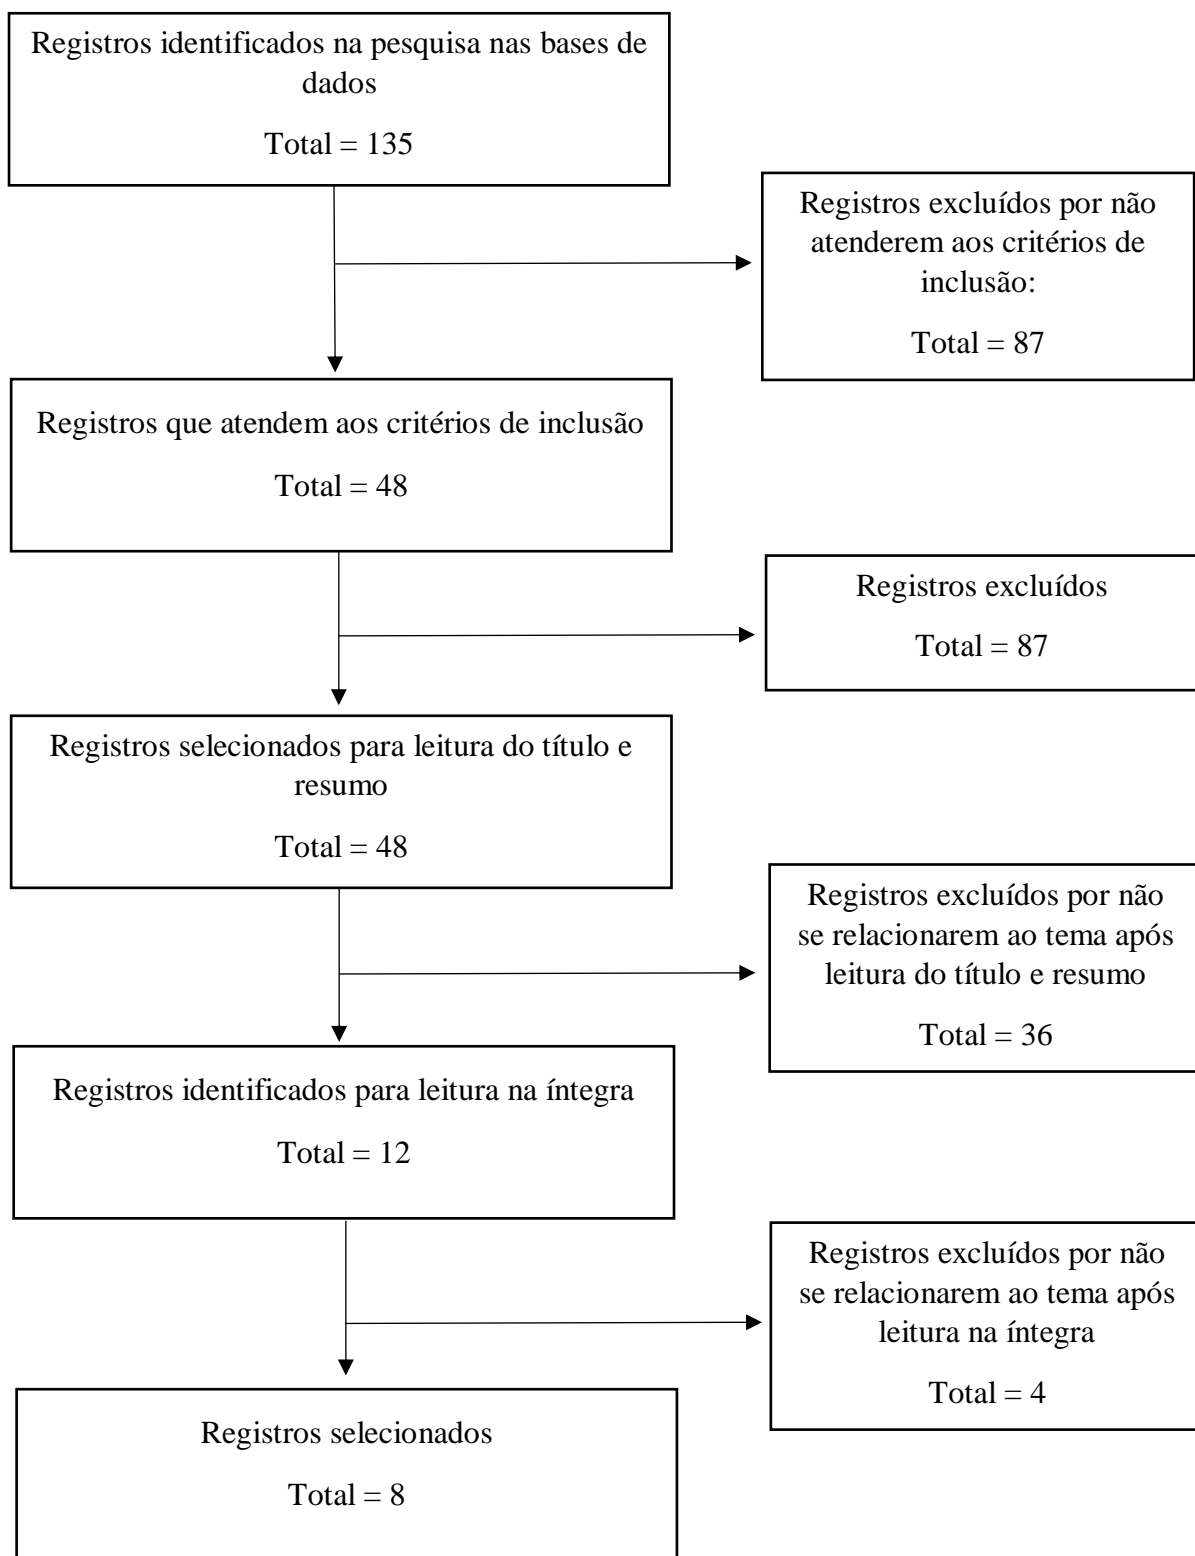 Registros identificados na pesquisa nas bases de
dados
Total = 135
Registros excluídos por não
atenderem aos critérios de
inclusão:
Total = 87
Registros que atendem aos critérios de inclusão
Total = 48
Registros excluídos
Total = 87
Registros selecionados para leitura do título e
resumo
Total = 48
Registros excluídos por não
se relacionarem ao tema após
leitura do título e resumo
Total = 36
Registros identificados para leitura na íntegra
Total = 12
Registros excluídos por não
se relacionarem ao tema após
leitura na íntegra
Total = 4
Registros selecionados
Total = 8